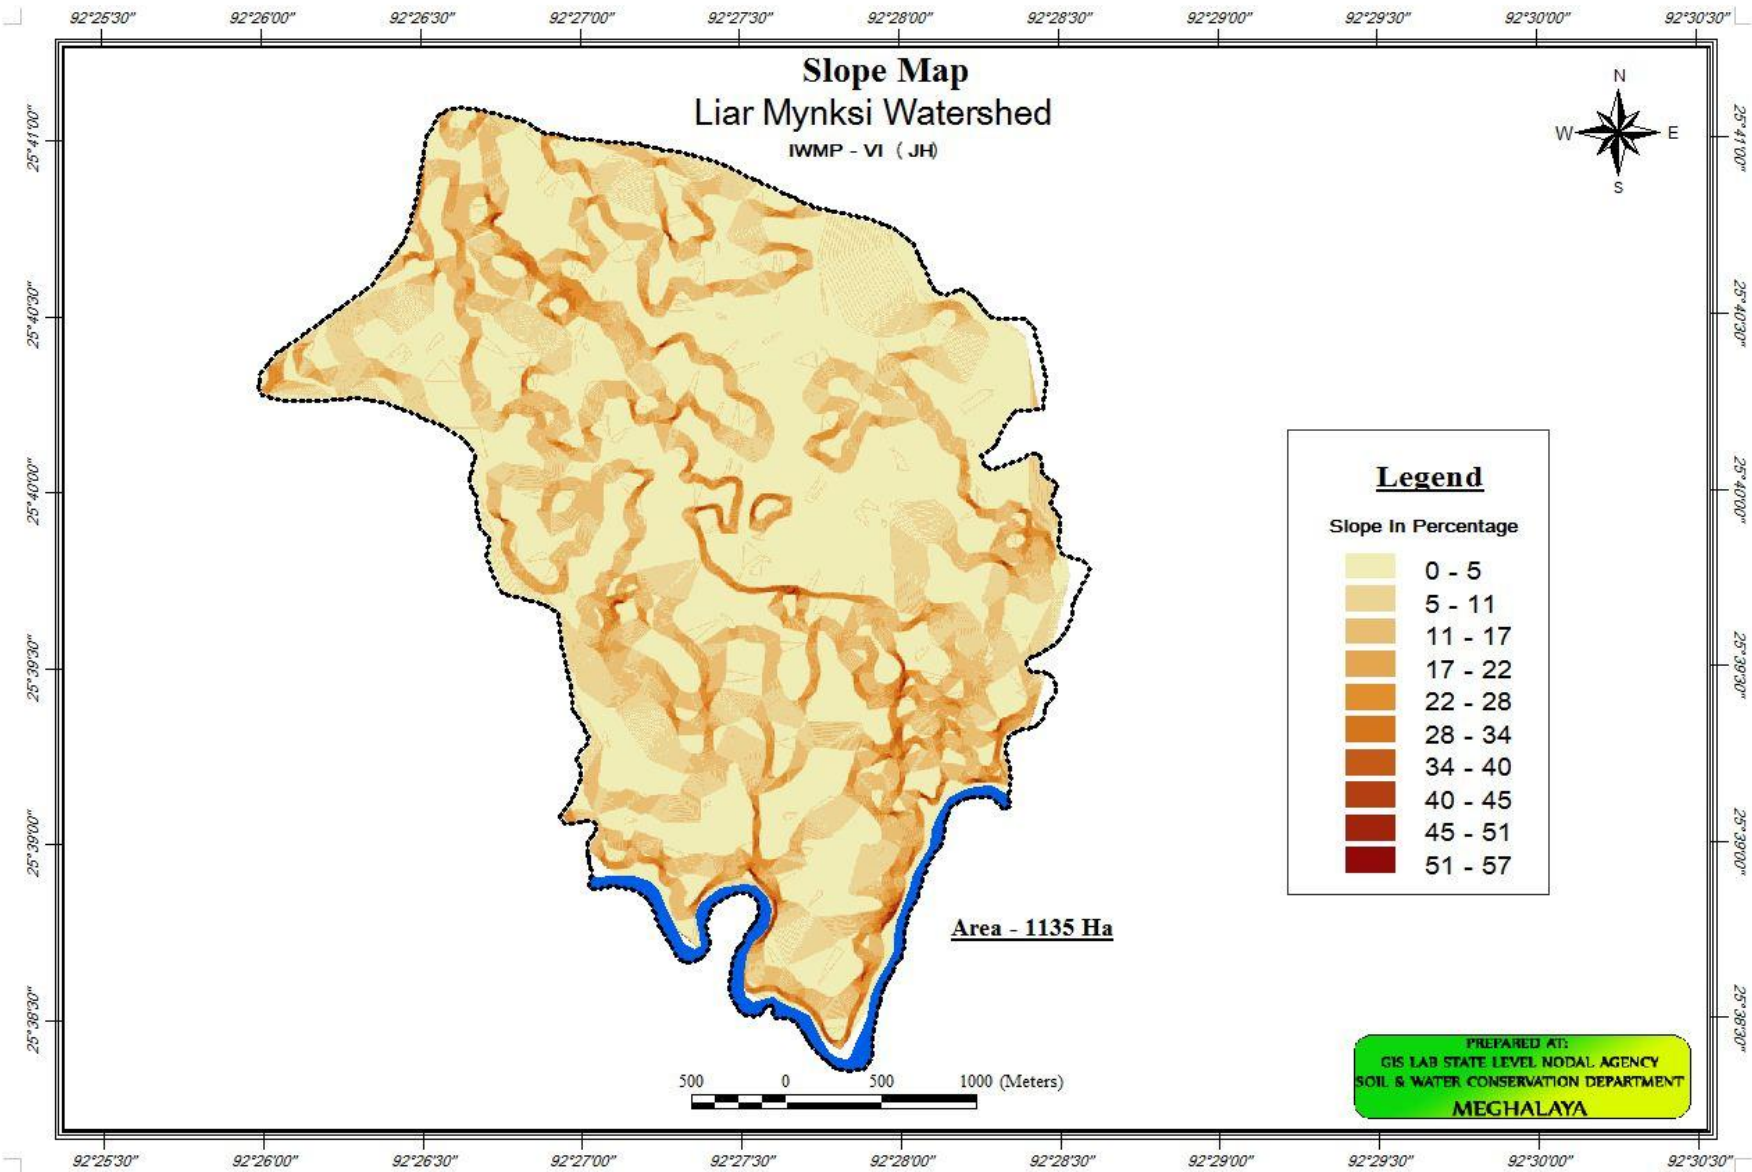 92°25'30" 92°26'00" 92°26'30" 92°27'00" 92°27'30" 92°28'00" 92°28'30" 92°29'00" 92°29'30" 92°30'00" 92°30'30"
Slope Map
Liar Mynksi Watershed
IWMP - VI ( JH)
N
W E
S
25°41'00" 25°41'00"
25°40'30" 25°40'30"
25°40'00" 25°40'00"
25°39'30" 25°39'30"
25°39'00" 25°39'00"
25°38'30" 25°38'30"
Legend
Slope In Percentage
0 - 5
5 - 11
11 - 17
17 - 22
22 - 28
28 - 34
34 - 40
40 - 45
45 - 51
51 - 57
Area - 1135 Ha
500 0 500 1000 (Meters)
PREPARED AT:
GIS LAB STATE LEVEL NODAL AGENCY
SOIL & WATER CONSERVATION DEPARTMENT
MEGHALAYA
92°25'30" 92°26'00" 92°26'30" 92°27'00" 92°27'30" 92°28'00" 92°28'30" 92°29'00" 92°29'30" 92°30'00" 92°30'30"